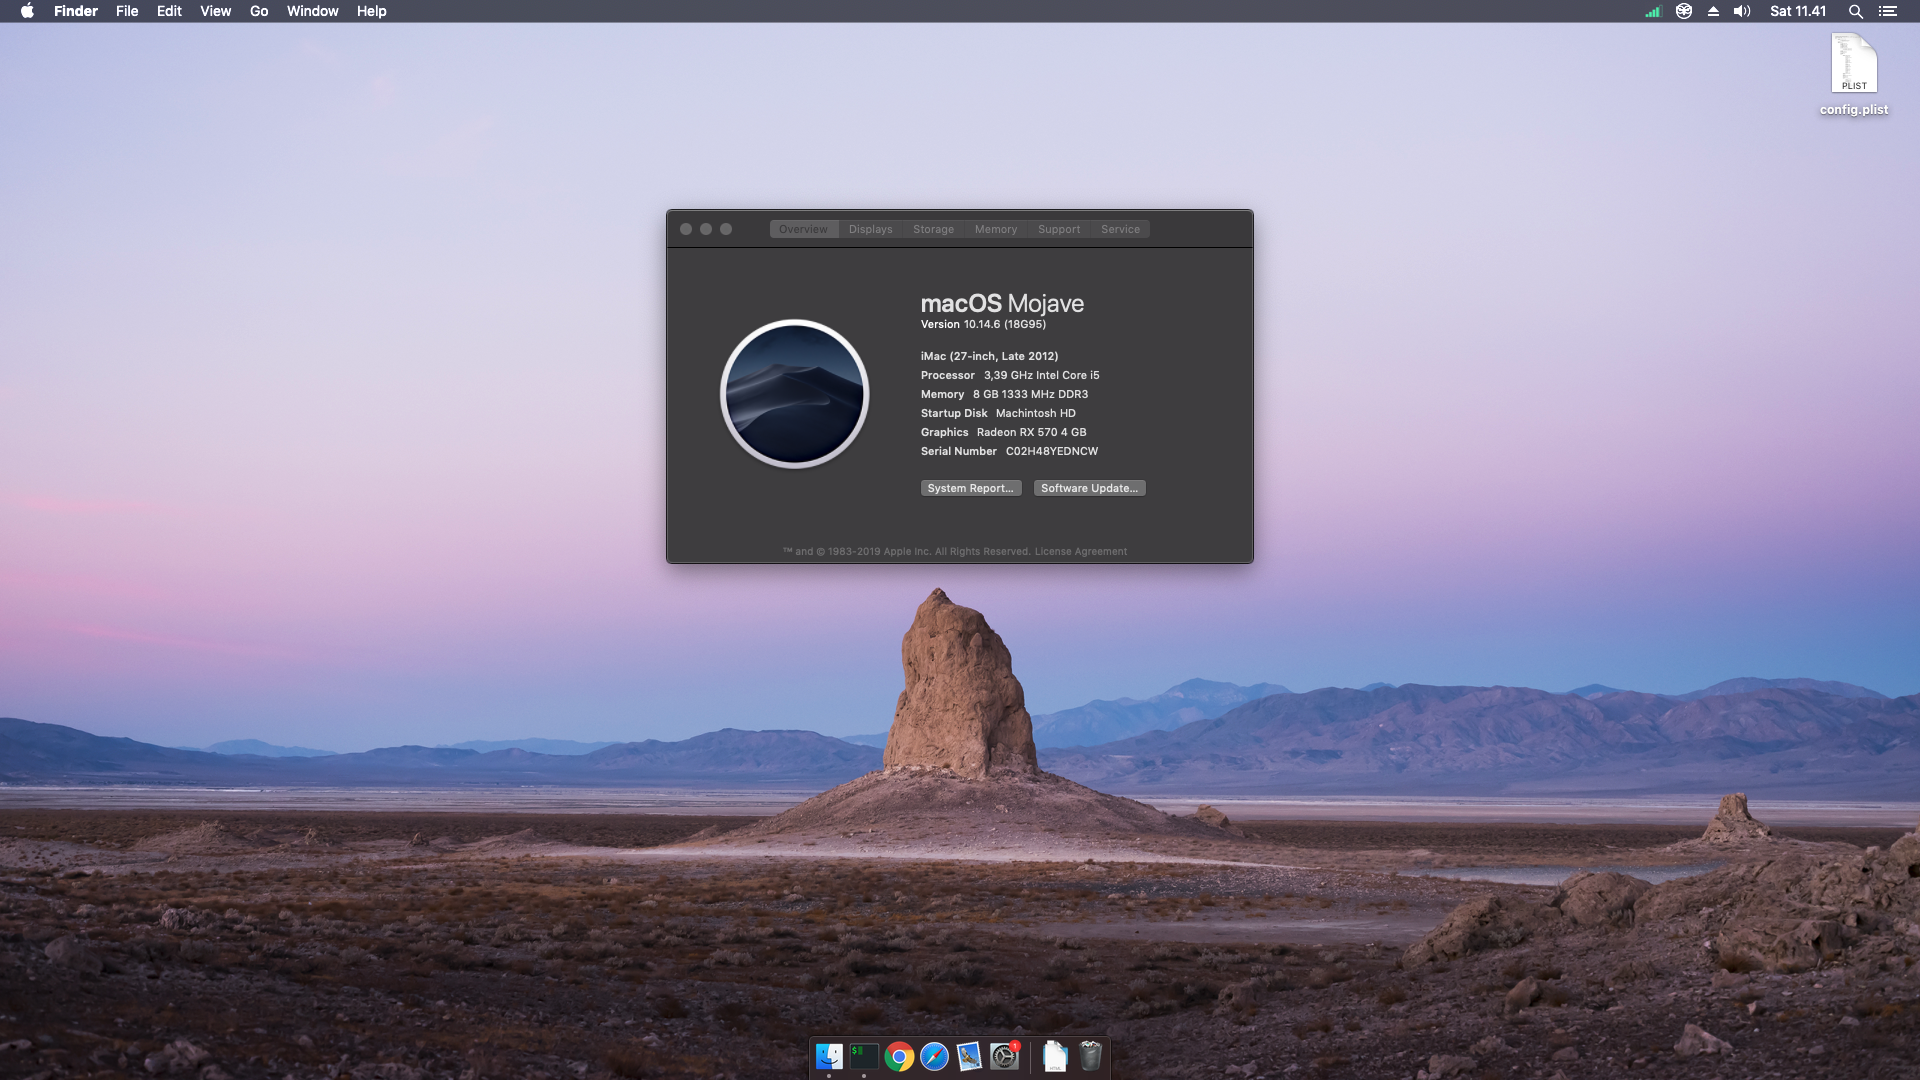 Finder File Edit View Go Window Help
Sat 11.41
PLIST
config.plist
Overview Displays Storage Memory Support Service
macOS Mojave
Version 10.14.6 (18G95)
iMac (27-inch, Late 2012)
Processor 3,39 GHz Intel Core i5
Memory 8 GB 1333 MHz DDR3
Startup Disk Machintosh HD
Graphics Radeon RX 570 4 GB
Serial Number C02H48YEDNCW
System Report... Software Update...
™ and © 1983-2019 Apple Inc. All Rights Reserved. License Agreement
$
1